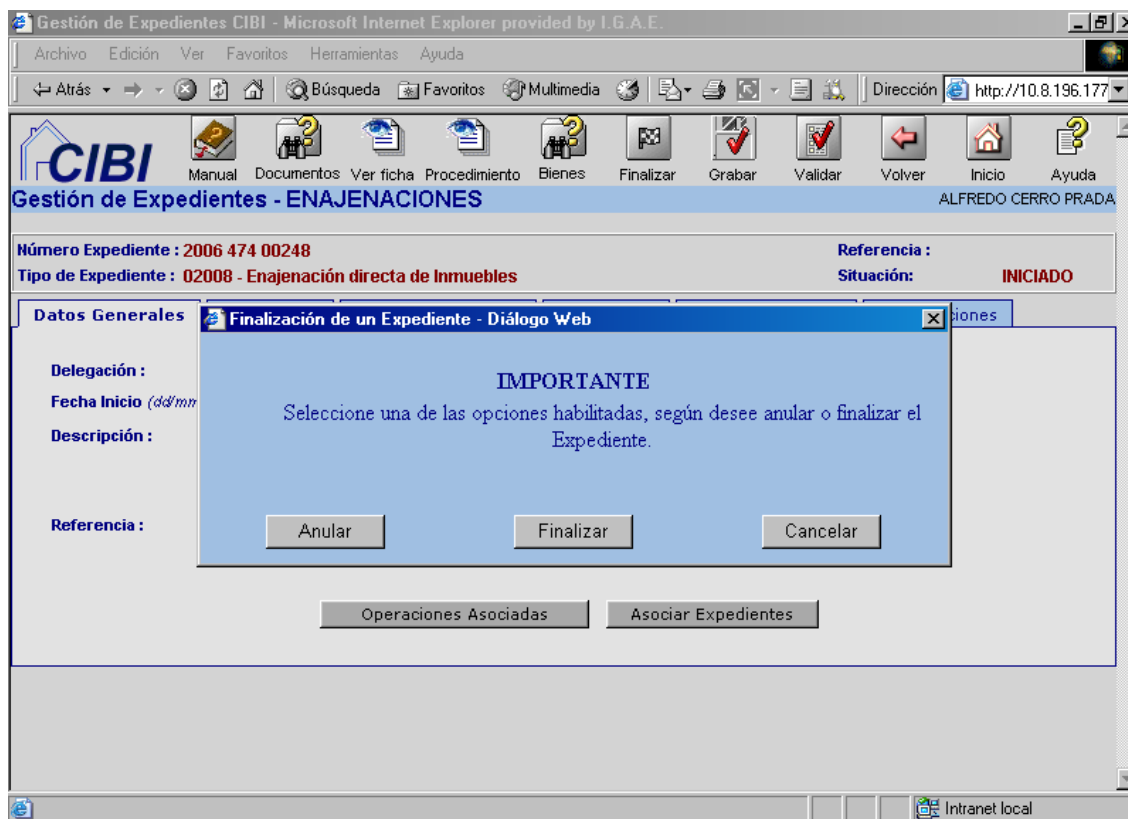 Gestión de Expedientes CIBI - Microsoft Internet Explorer provided by I.G.A.E.
Archivo Edición Ver Favoritos Herramientas Ayuda
Atrás Búsqueda Favoritos Multimedia Dirección http://10.8.196.177
CIBI Manual Documentos Ver ficha Procedimiento Bienes Finalizar Grabar Validar Volver Inicio Ayuda
Gestión de Expedientes - ENAJENACIONES ALFREDO CERRO PRADA
Número Expediente : 2006 474 00248 Referencia :
Tipo de Expediente : 02008 - Enajenación directa de Inmuebles Situación: INICIADO
Datos Generales
Finalización de un Expediente - Diálogo Web
IMPORTANTE
Seleccione una de las opciones habilitadas, según desee anular o finalizar el
Expediente.
Anular Finalizar Cancelar
Delegación :
Fecha Inicio (dd/mm
Descripción :
Referencia :
Operaciones Asociadas Asociar Expedientes
Intranet local